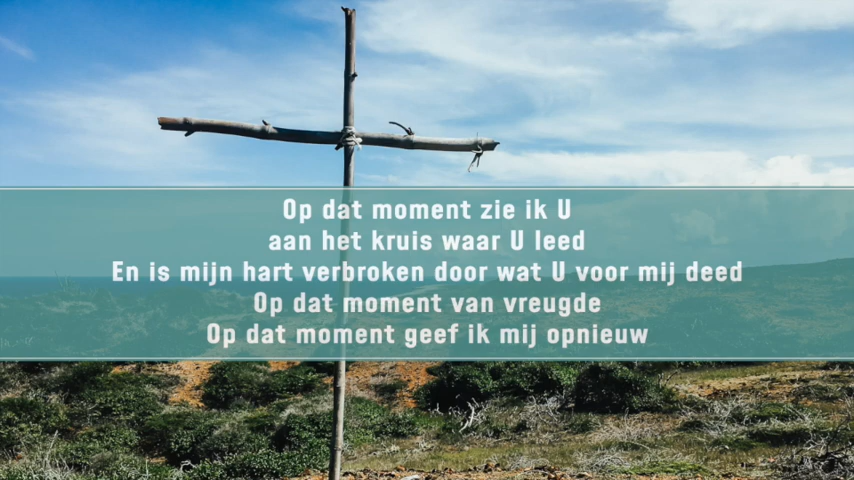 Op dat moment zie ik U
aan het kruis waar U leed
En is mijn hart verbroken door wat U voor mij deed
Op dat moment van vreugde
Op dat moment geef ik mij opnieuw